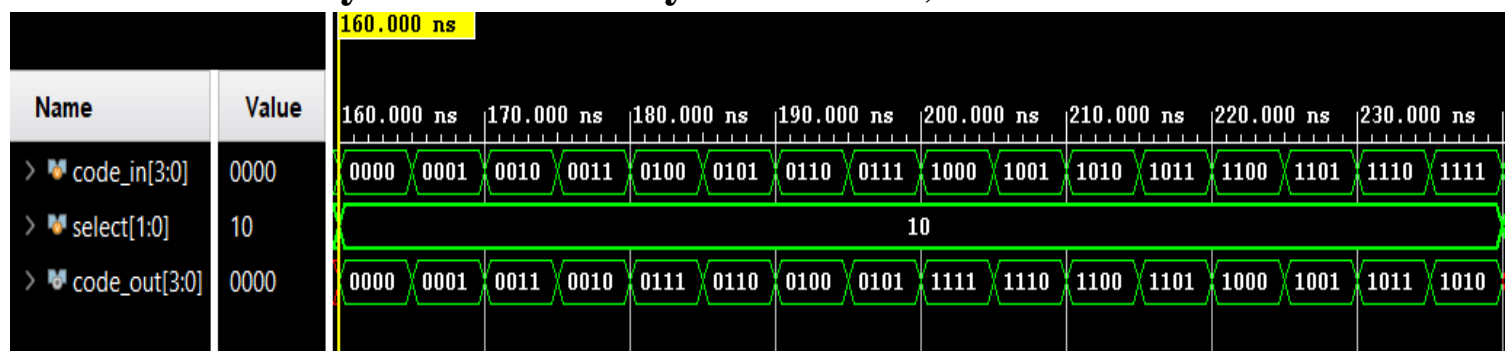 160.000 ns
Name Value 160.000 ns 170.000 ns 180.000 ns 190.000 ns 200.000 ns 210.000 ns 220.000 ns 230.000 ns
> code_in[3:0] 0000 0000 0001 0010 0011 0100 0101 0110 0111 1000 1001 1010 1011 1100 1101 1110 1111
> select[1:0] 10 10
> code_out[3:0] 0000 0000 0001 0011 0010 0111 0110 0100 0101 1111 1110 1100 1101 1000 1001 1011 1010